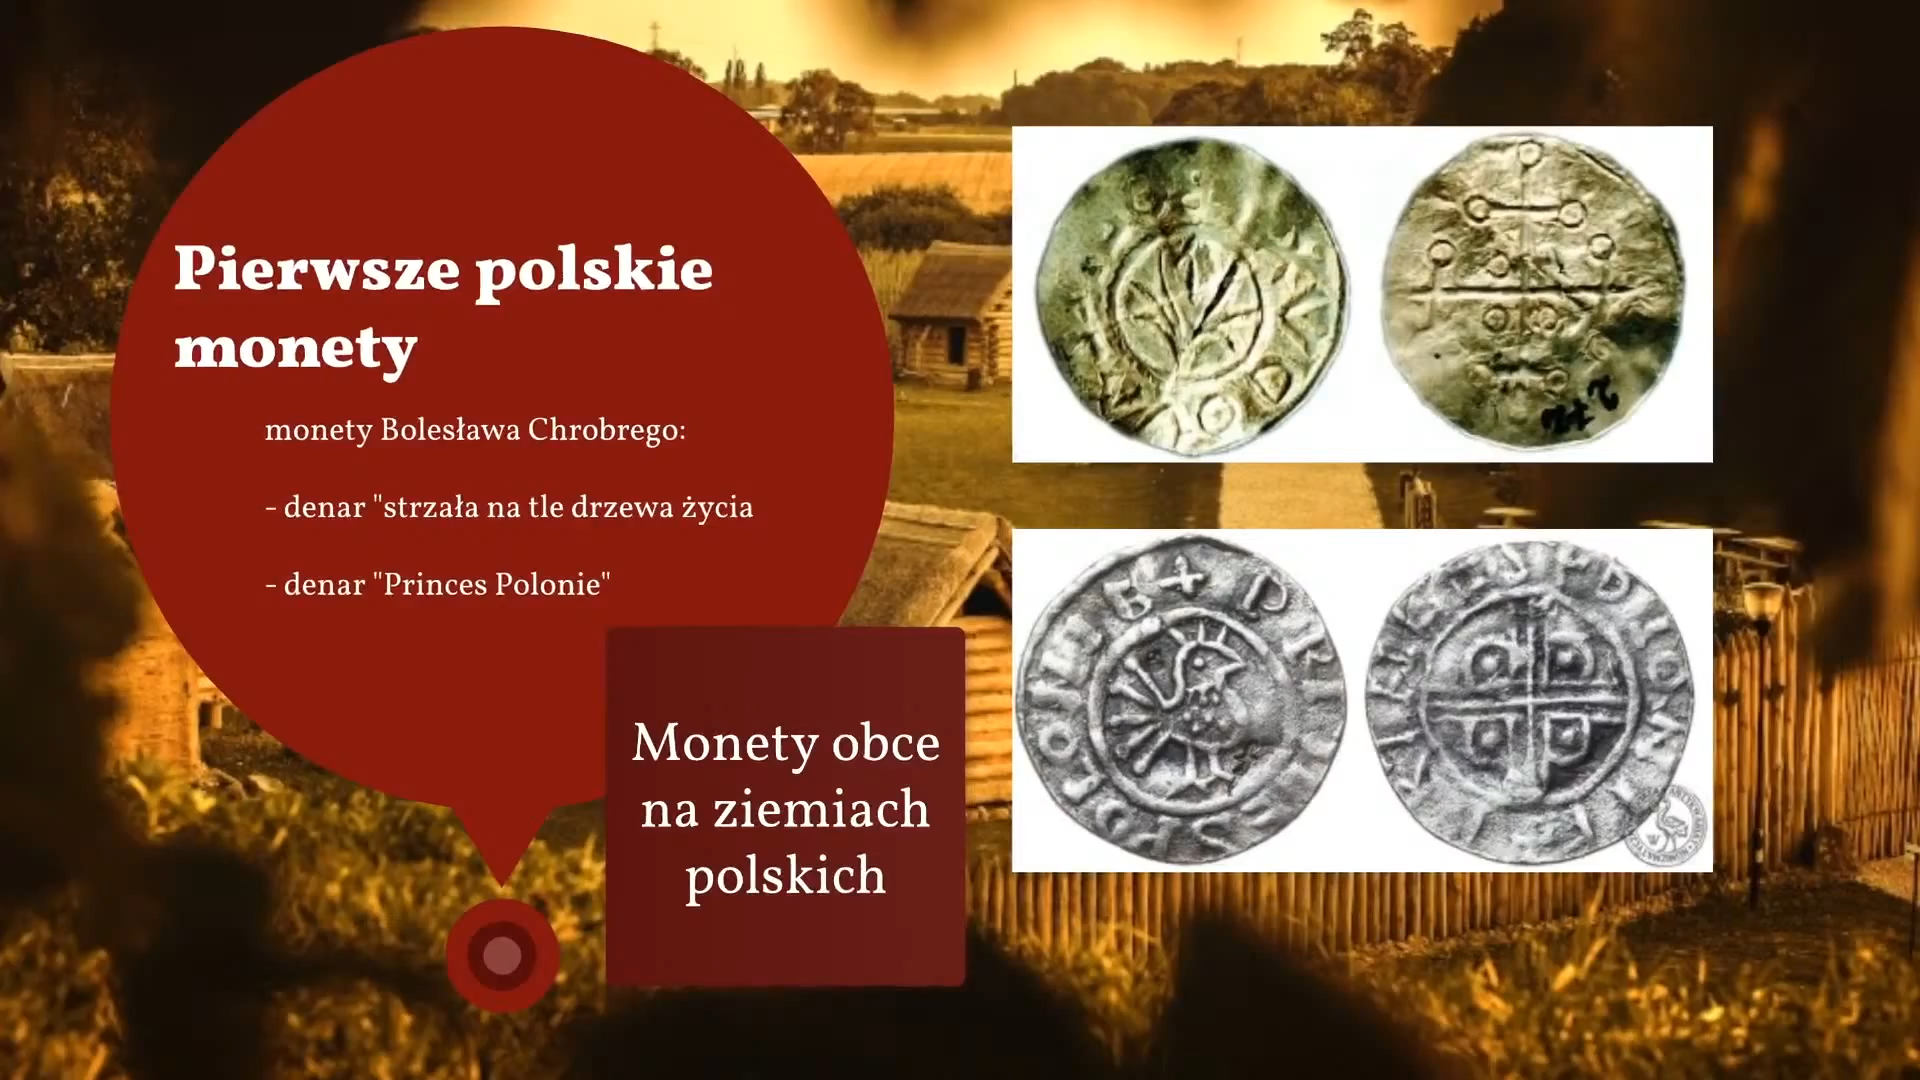 Pierwsze polskie
monety
monety Bolesława Chrobrego:
- denar "strzała na tle drzewa życia
- denar "Princes Polonie"
Monety obce
na ziemiach
polskich